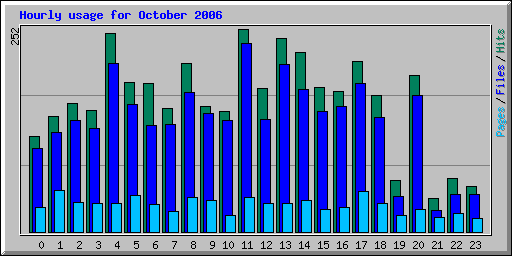 Hourly usage for October 2006
252
Pages / Files / Hits
0 1 2 3 4 5 6 7 8 9 10 11 12 13 14 15 16 17 18 19 20 21 22 23